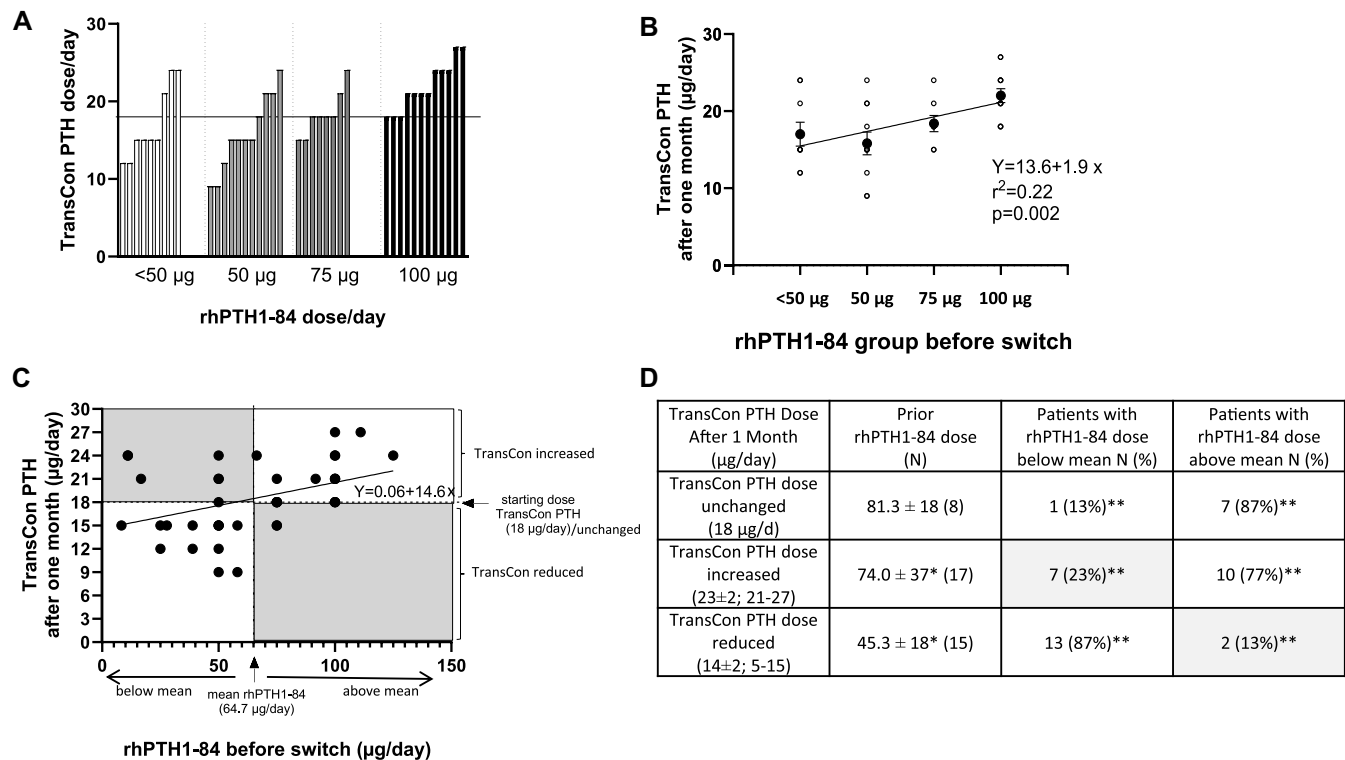 A
TransCon PTH dose/day
30
20
10
0
<50 µg
50 µg
75 µg
100 µg
rhPTH1-84 dose/day
B
TransCon PTH
after one month (µg/day)
30
20
10
0
Y=13.6+1.9 x
r²=0.22
p=0.002
<50 µg
50 µg
75 µg
100 µg
rhPTH1-84 group before switch
C
TransCon PTH
after one month (µg/day)
30
27
24
21
18
15
12
9
6
3
0
Y=0.06+14.6x
TransCon increased
starting dose
TransCon PTH
(18 µg/day)/unchanged
TransCon reduced
0
50
100
150
below mean
mean rhPTH1-84
(64.7 µg/day)
above mean
rhPTH1-84 before switch (µg/day)
D
TransCon PTH Dose
After 1 Month
(µg/day)
Prior
rhPTH1-84 dose
(N)
Patients with
rhPTH1-84 dose
below mean N (%)
Patients with
rhPTH1-84 dose
above mean N (%)
TransCon PTH dose
unchanged
(18 µg/d)
81.3 ± 18 (8)
1 (13%)**
7 (87%)**
TransCon PTH dose
increased
(23±2; 21-27)
74.0 ± 37* (17)
7 (23%)**
10 (77%)**
TransCon PTH dose
reduced
(14±2; 5-15)
45.3 ± 18* (15)
13 (87%)**
2 (13%)**